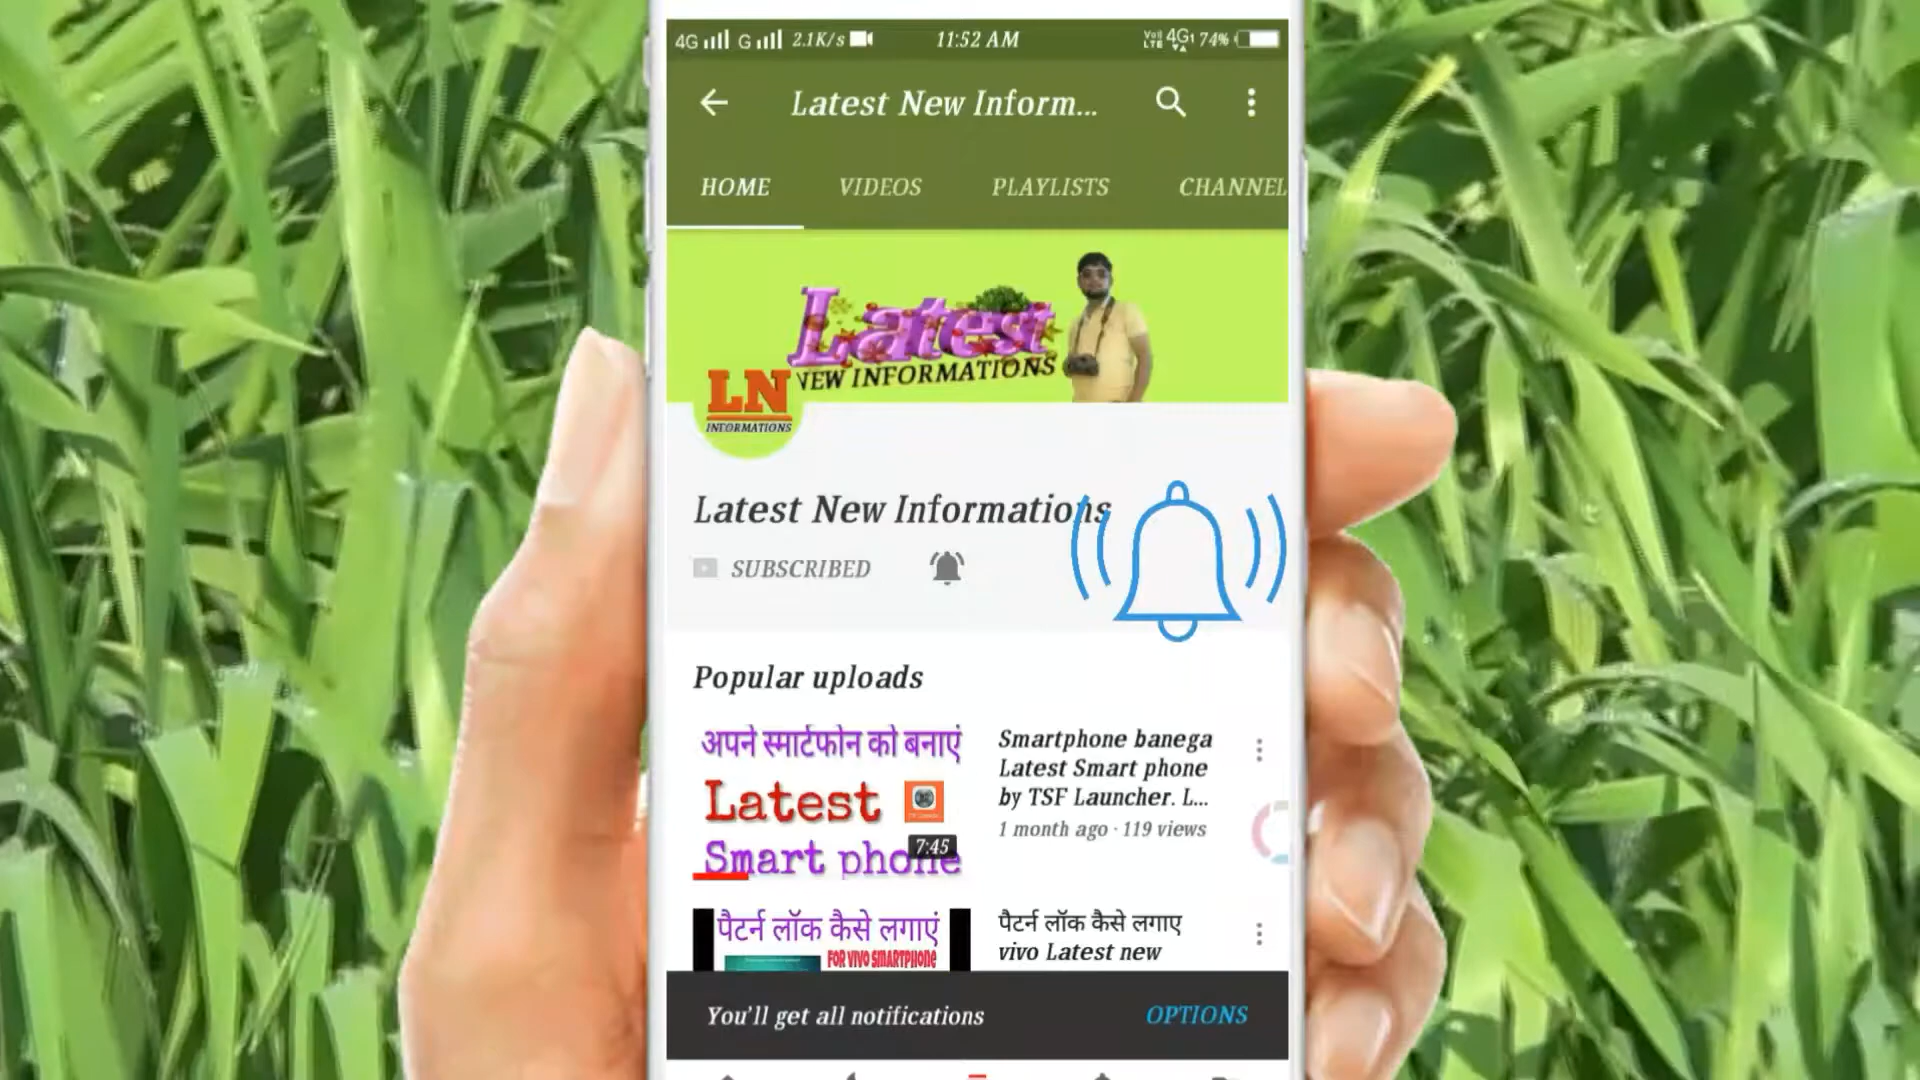 4G G 2.1K/s 11:52 AM VoLTE 4G 74%
Latest New Inform...
HOME VIDEOS PLAYLISTS CHANNEL
Latest
NEW INFORMATIONS
LN
INFORMATIONS
Latest New Informations
SUBSCRIBED
Popular uploads
अपने स्मार्टफोन को बनाएं
Latest
Smart phone
7:45
Smartphone banega
Latest Smart phone
by TSF Launcher. L...
1 month ago · 119 views
पैटर्न लॉक कैसे लगाएं
FOR VIVO SMARTPHONE
पैटर्न लॉक कैसे लगाए
vivo Latest new
You'll get all notifications OPTIONS